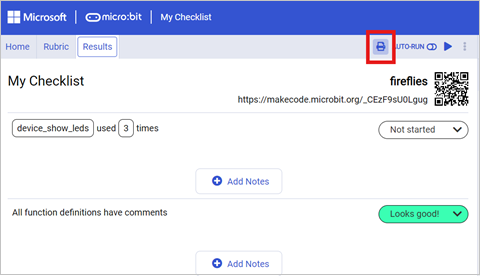 Microsoft micro:bit My Checklist
Home Rubric Results AUTO-RUN
My Checklist
fireflies
https://makecode.microbit.org/_CEzF9sU0Lgug
device_show_leds used 3 times
Not started
Add Notes
All function definitions have comments
Looks good!
Add Notes